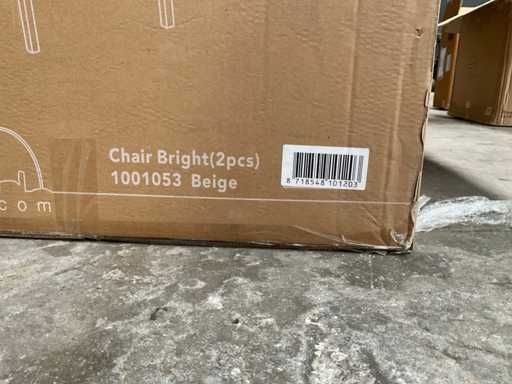 Chair Bright(2pcs)
1001053 Beige
8 718548 101203
com